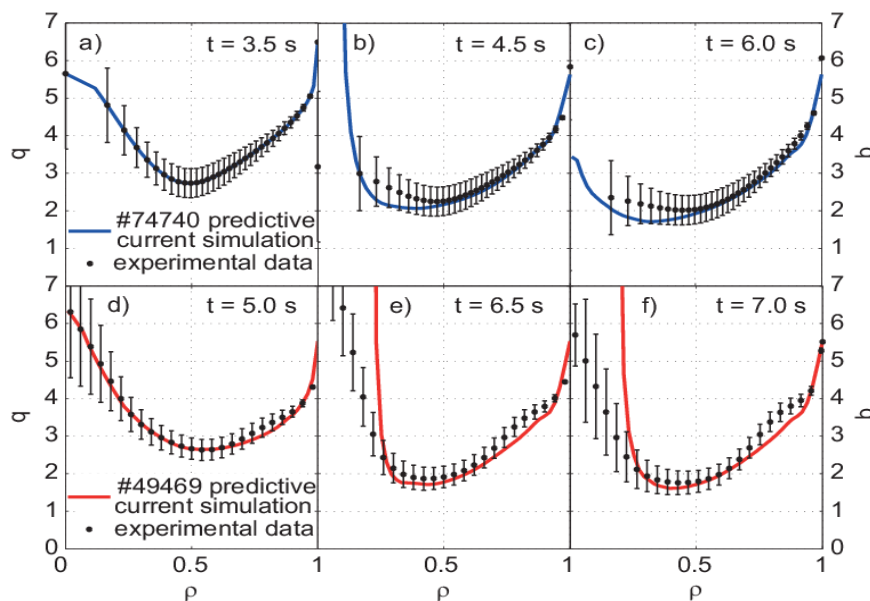 7 a) t = 3.5 s b) t = 4.5 s c) t = 6.0 s 7
6 6
5 5
q 4 4 q
3 3
2 #74740 predictive 2
current simulation
1 experimental data 1
7 d) t = 5.0 s e) t = 6.5 s f) t = 7.0 s 7
6 6
5 5
q 4 4 q
3 3
2 #49469 predictive 2
current simulation
1 experimental data 1
0 0
0 0.5 1 0.5 1 0.5 1
ρ ρ ρ